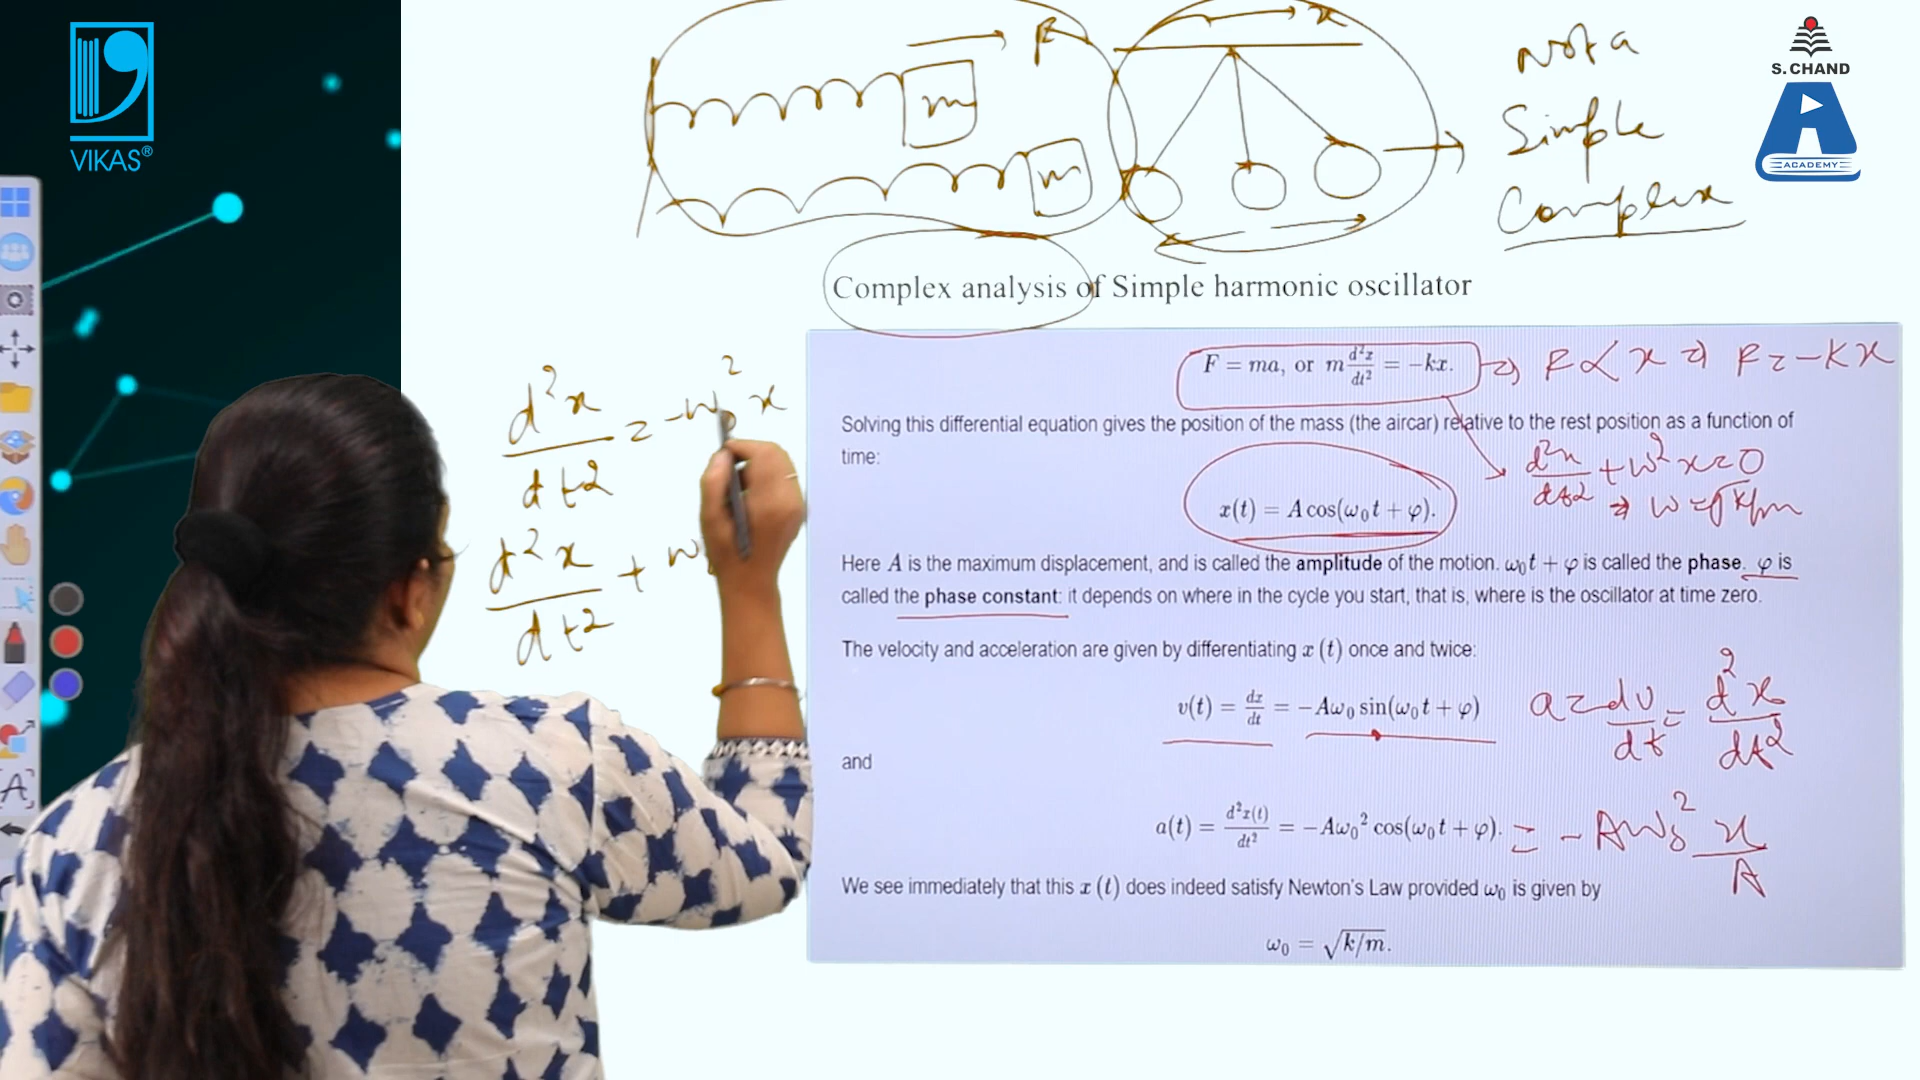 VIKAS®
S. CHAND
ACADEMY
F
x
m
m
Not a
Simple
Complex
Complex analysis of Simple harmonic oscillator
F = ma, or m d²x/dt² = −kx.
⇒ F ∝ x ⇒ F = −Kx
Solving this differential equation gives the position of the mass (the aircar) relative to the rest position as a function of
time:
d²x/dt² + ω²x = 0
⇒ ω = √k/m
x(t) = A cos(ω₀t + φ).
Here A is the maximum displacement, and is called the amplitude of the motion. ω₀t + φ is called the phase. φ is
called the phase constant: it depends on where in the cycle you start, that is, where is the oscillator at time zero.
The velocity and acceleration are given by differentiating x (t) once and twice:
v(t) = dx/dt = −Aω₀ sin(ω₀t + φ)
a = dv/dt = d²x/dt²
and
a(t) = d²x(t)/dt² = −Aω₀² cos(ω₀t + φ).
= −Aω₀² x/A
We see immediately that this x (t) does indeed satisfy Newton's Law provided ω₀ is given by
ω₀ = √k/m.
d²x/dt² = −ω₀² x
d²x/dt² + ω
A